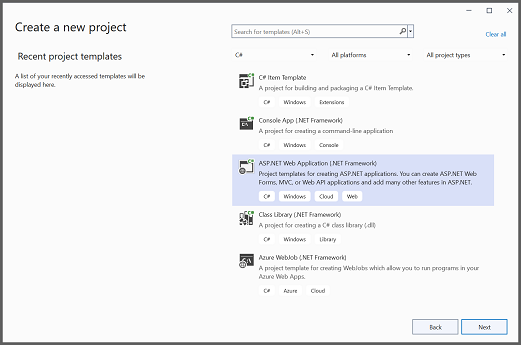 Create a new project
Search for templates (Alt+S)
Clear all
Recent project templates
A list of your recently accessed templates will be
displayed here.
C#
All platforms
All project types
C# Item Template
A project for building and packaging a C# Item Template.
C# Windows Extensions
Console App (.NET Framework)
A project for creating a command-line application
C# Windows Console
ASP.NET Web Application (.NET Framework)
Project templates for creating ASP.NET applications. You can create ASP.NET Web
Forms, MVC, or Web API applications and add many other features in ASP.NET.
C# Windows Cloud Web
Class Library (.NET Framework)
A project for creating a C# class library (.dll)
C# Windows Library
Azure WebJob (.NET Framework)
A project template for creating WebJobs which allow you to run programs in your
Azure Web Apps.
C# Azure Cloud
Back
Next